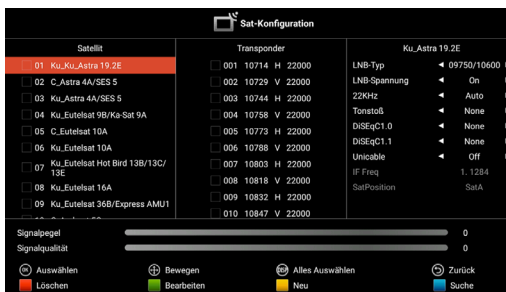 Sat-Konfiguration
Satellit Transponder Ku_Astra 19.2E
01 Ku_Ku_Astra 19.2E
02 C_Astra 4A/SES 5
03 Ku_Astra 4A/SES 5
04 Ku_Eutelsat 9B/Ka-Sat 9A
05 C_Eutelsat 10A
06 Ku_Eutelsat 10A
07 Ku_Eutelsat Hot Bird 13B/13C/
13E
08 Ku_Eutelsat 16A
09 Ku_Eutelsat 36B/Express AMU1
001 10714 H 22000
002 10729 V 22000
003 10744 H 22000
004 10758 V 22000
005 10773 H 22000
006 10788 V 22000
007 10803 H 22000
008 10818 V 22000
009 10832 H 22000
010 10847 V 22000
LNB-Typ 09750/10600
LNB-Spannung On
22KHz Auto
Tonstoß None
DiSEqC1.0 None
DiSEqC1.1 None
Unicable Off
IF Freq 1. 1284
SatPosition SatA
Signalpegel 0
Signalqualität 0
OK Auswählen Bewegen Alles Auswählen Zurück
Löschen Bearbeiten Neu Suche